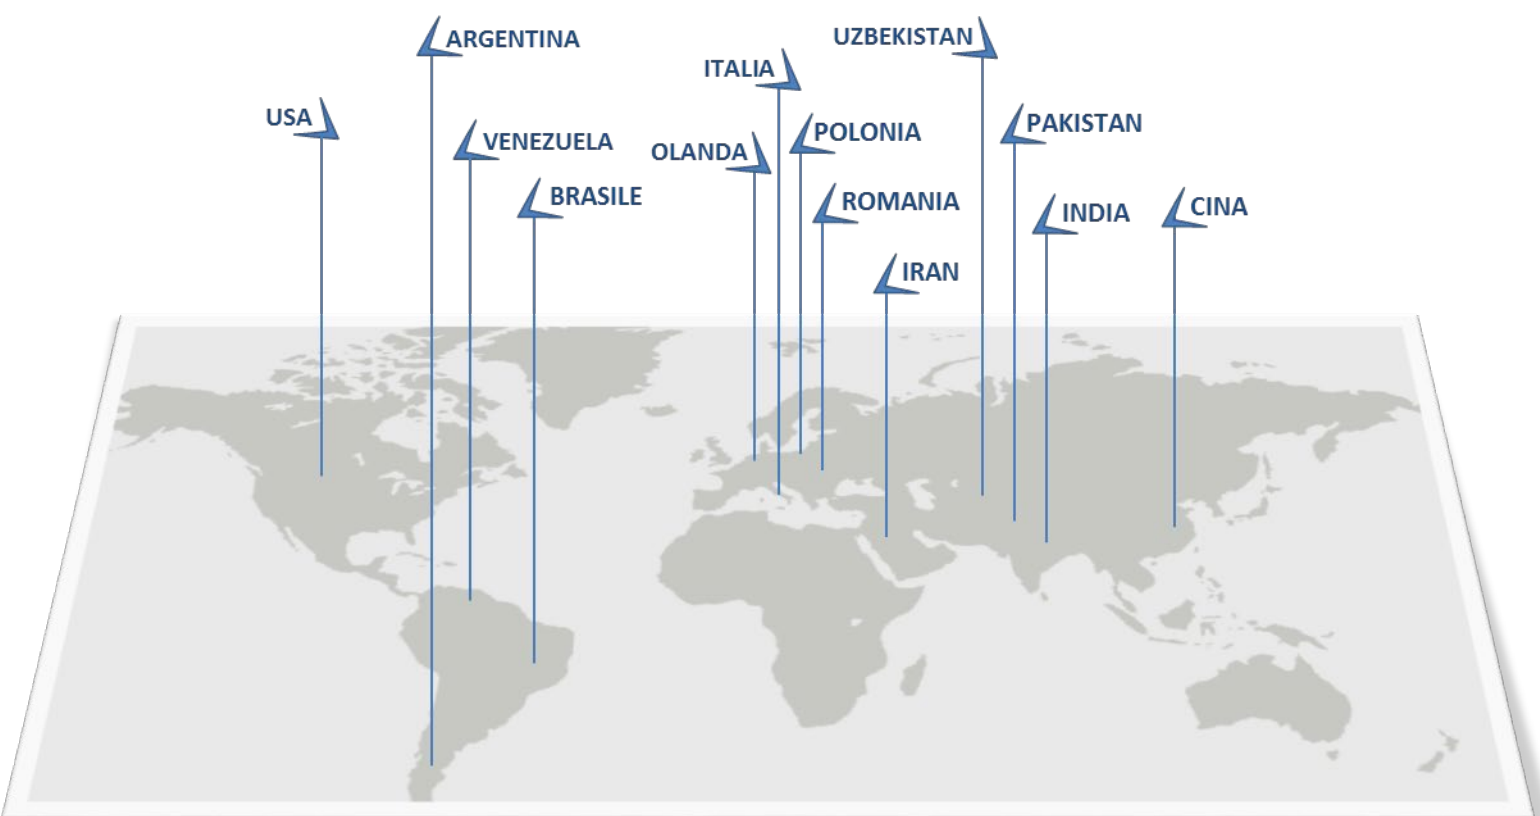 ARGENTINA
UZBEKISTAN
ITALIA
USA
PAKISTAN
POLONIA
VENEZUELA
OLANDA
BRASILE
ROMANIA
CINA
INDIA
IRAN